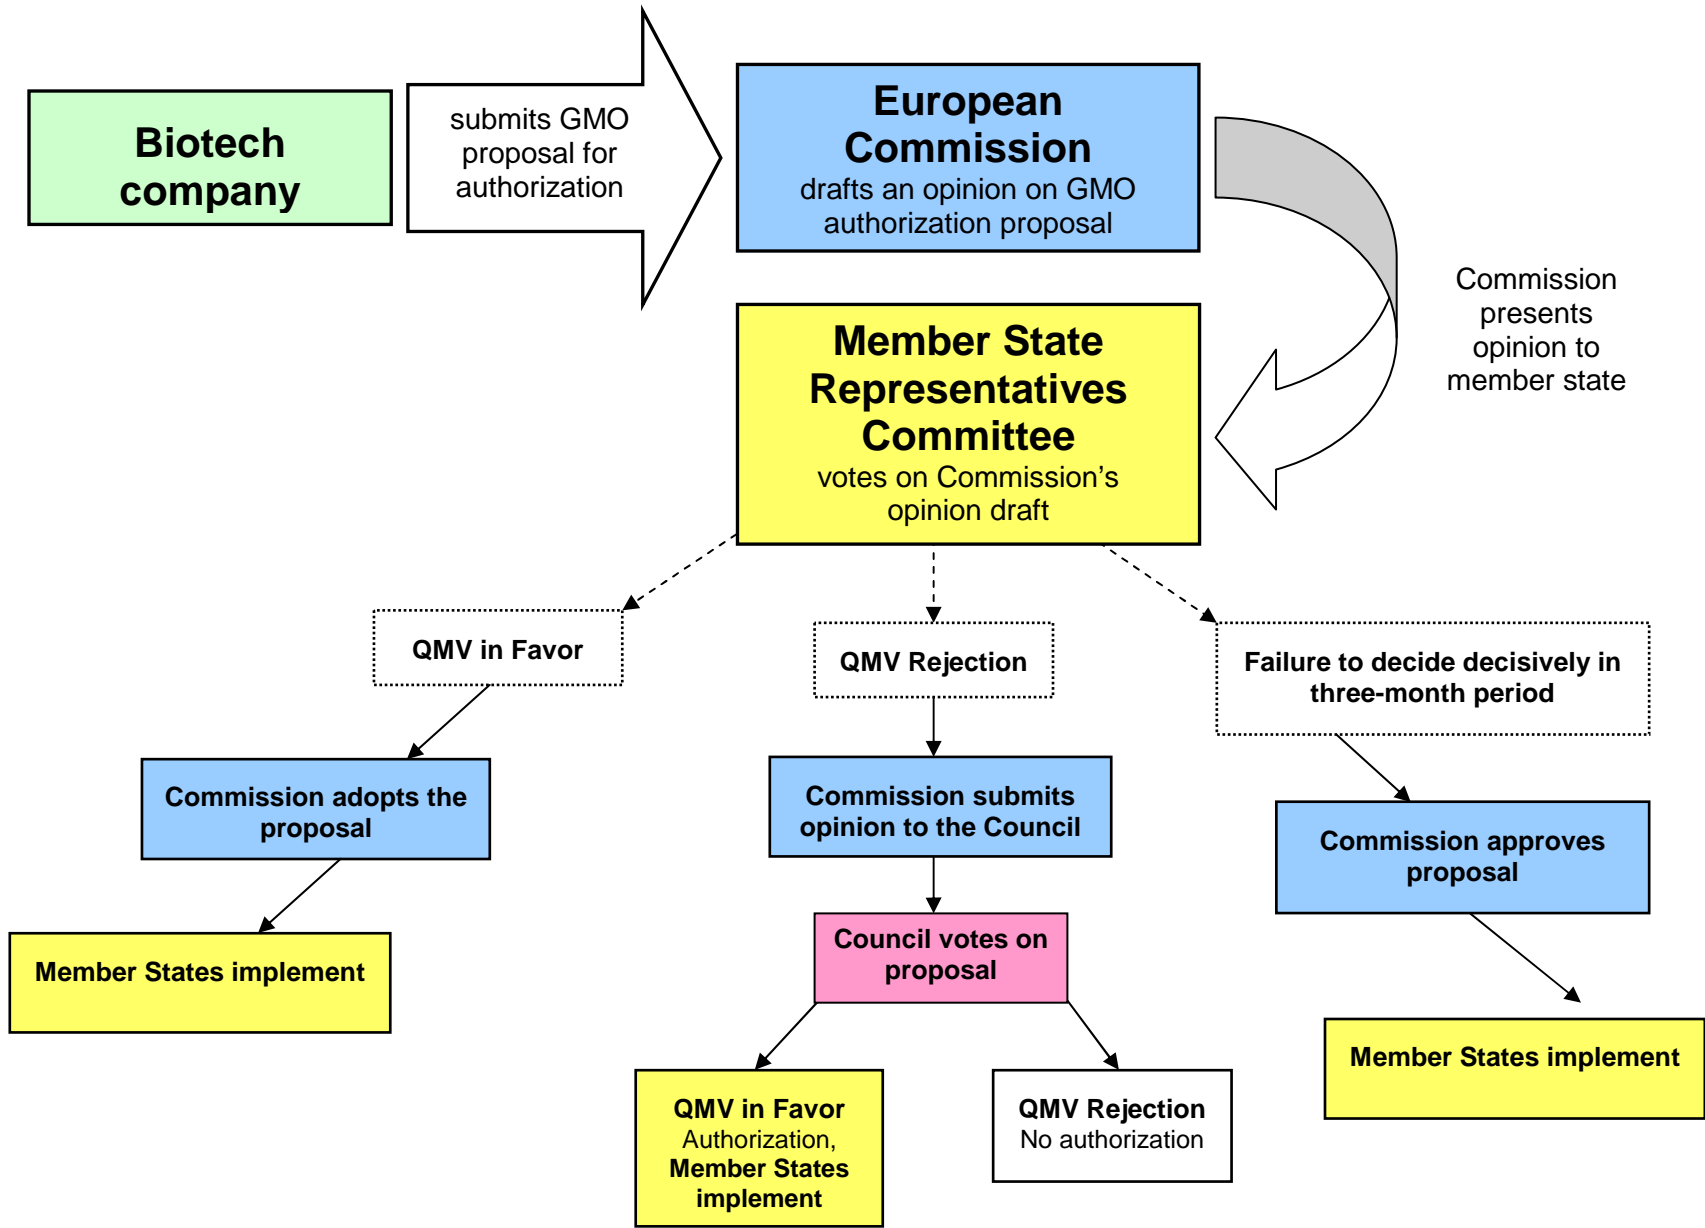 Biotech
company
submits GMO
proposal for
authorization
European
Commission
drafts an opinion on GMO
authorization proposal
Commission
presents
opinion to
member state
Member State
Representatives
Committee
votes on Commission’s
opinion draft
QMV in Favor
QMV Rejection
Failure to decide decisively in
three-month period
Commission adopts the
proposal
Commission submits
opinion to the Council
Commission approves
proposal
Member States implement
Council votes on
proposal
Member States implement
QMV in Favor
Authorization,
Member States
implement
QMV Rejection
No authorization